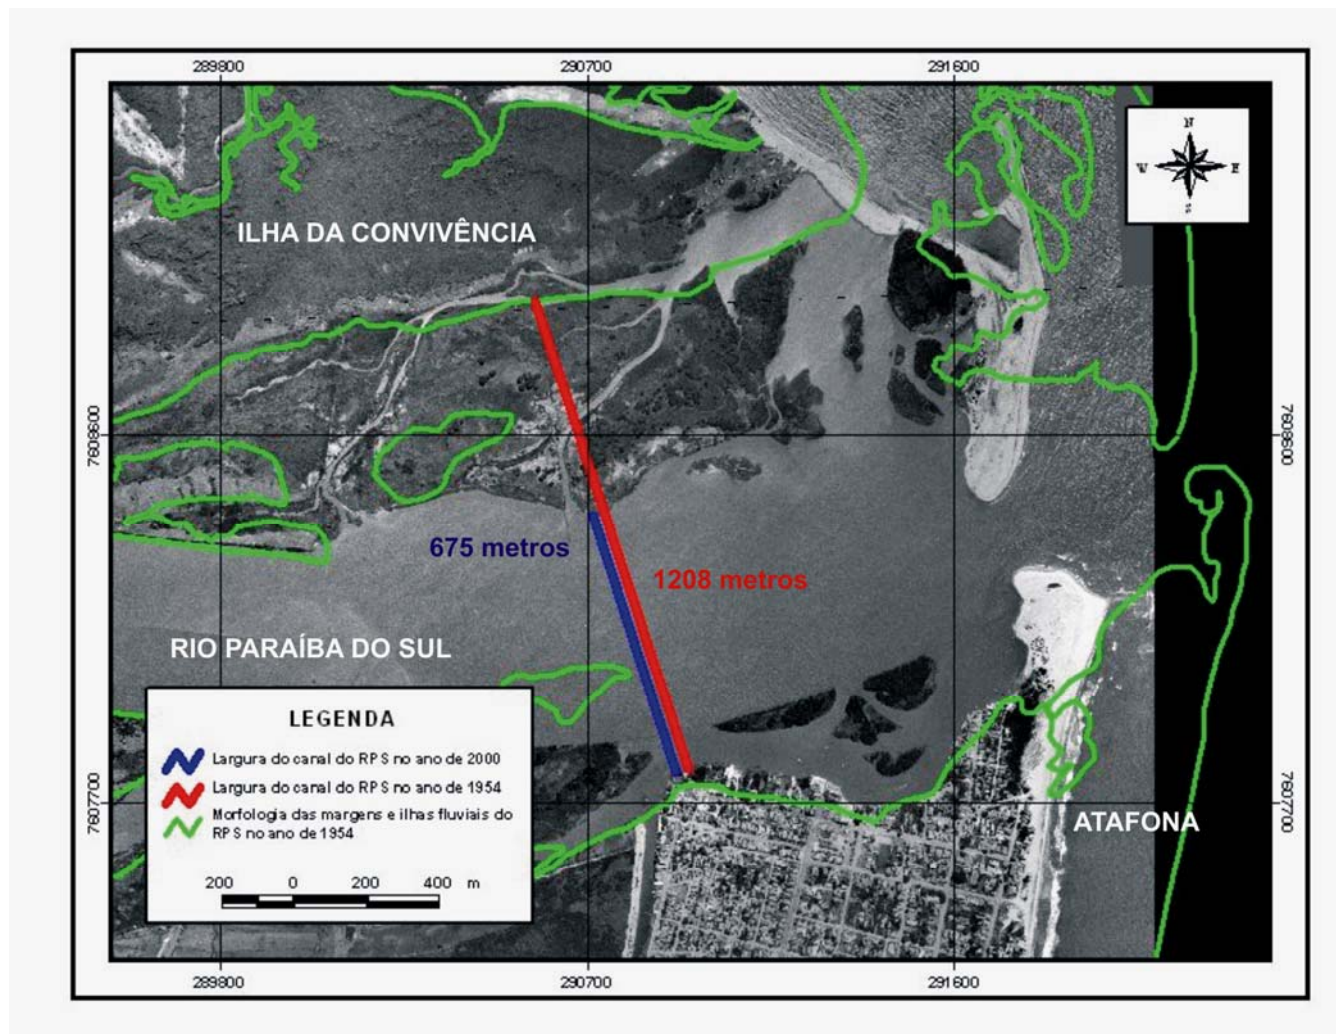 289800 290700 291600
N
W E
S
ILHA DA CONVIVÊNCIA
7608600 7608600
675 metros
1208 metros
RIO PARAÍBA DO SUL
LEGENDA
Largura do canal do RPS no ano de 2000
Largura do canal do RPS no ano de 1954
Morfologia das margens e ilhas fluviais do
RPS no ano de 1954
200 0 200 400 m
7607700 7607700
ATAFONA
289800 290700 291600